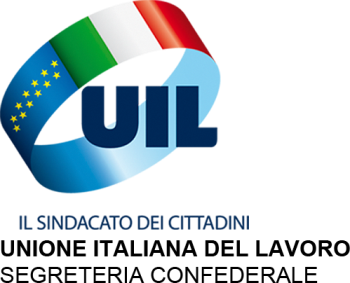 UIL
IL SINDACATO DEI CITTADINI
UNIONE ITALIANA DEL LAVORO
SEGRETERIA CONFEDERALE